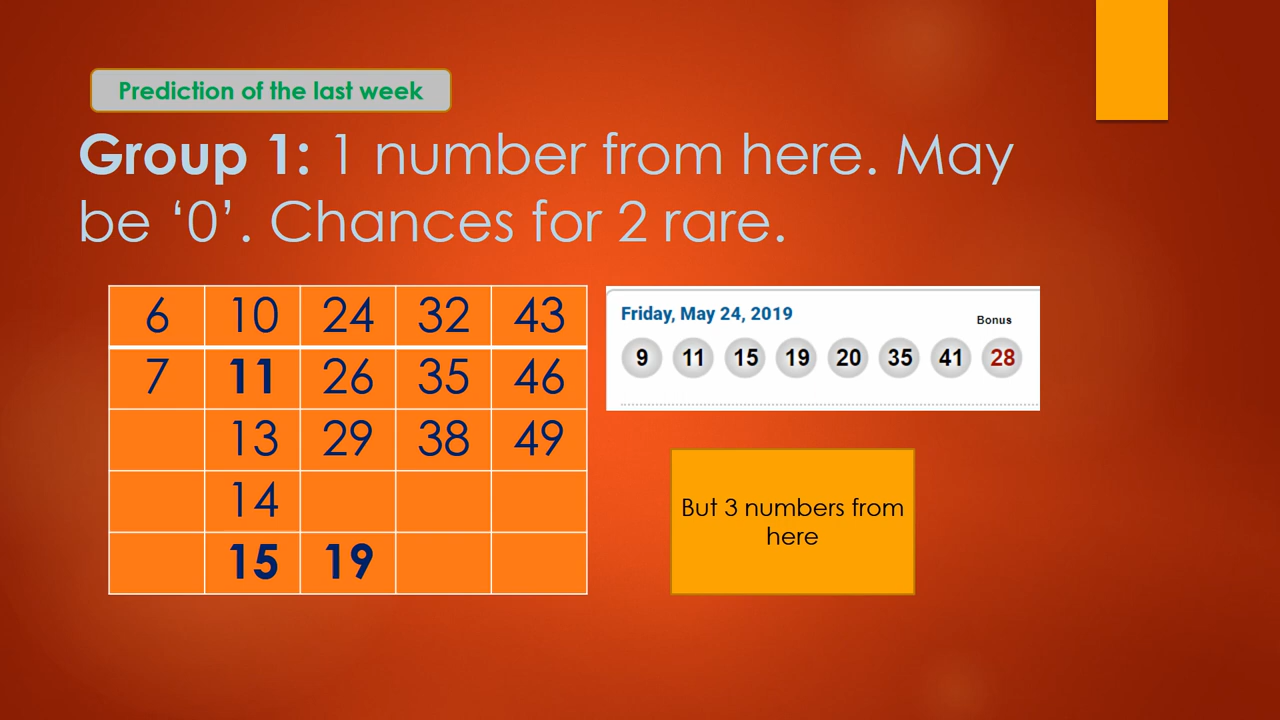 Prediction of the last week
Group 1: 1 number from here. May
be ‘0’. Chances for 2 rare.
6 10 24 32 43
7 11 26 35 46
13 29 38 49
14
15 19
Friday, May 24, 2019
Bonus
9 11 15 19 20 35 41 28
But 3 numbers from
here